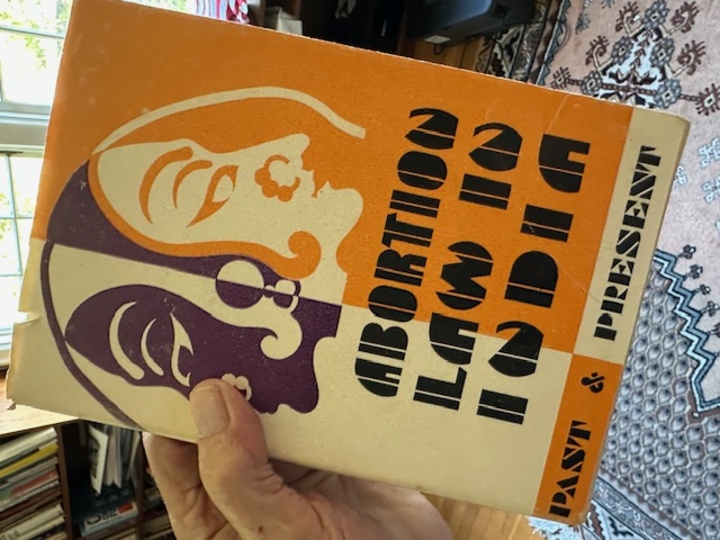 ABORTION
LAW IN
INDIA
PAST & PRESENT